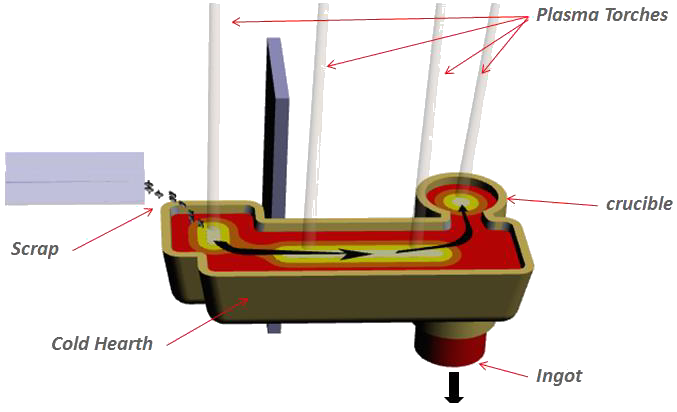 Plasma Torches
crucible
Scrap
Cold Hearth
Ingot